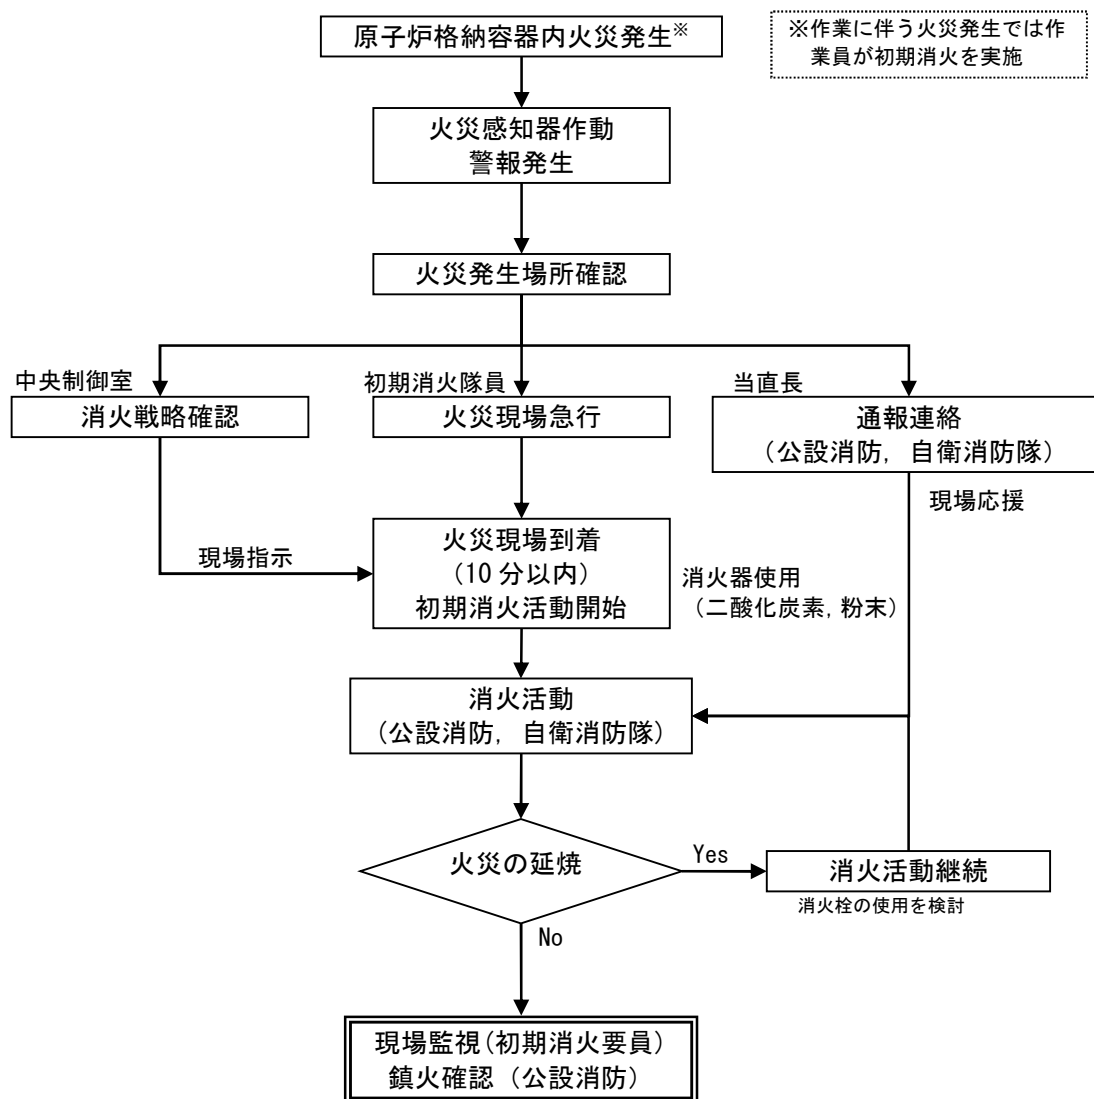 原子炉格納容器内火災発生※
※作業に伴う火災発生では作
業員が初期消火を実施
火災感知器作動
警報発生
火災発生場所確認
中央制御室
消火戦略確認
初期消火隊員
火災現場急行
当直長
通報連絡
（公設消防，自衛消防隊）
現場応援
現場指示
火災現場到着
（10 分以内）
初期消火活動開始
消火器使用
（二酸化炭素，粉末）
消火活動
（公設消防，自衛消防隊）
火災の延焼
Yes
消火活動継続
消火栓の使用を検討
No
現場監視（初期消火要員）
鎮火確認（公設消防）